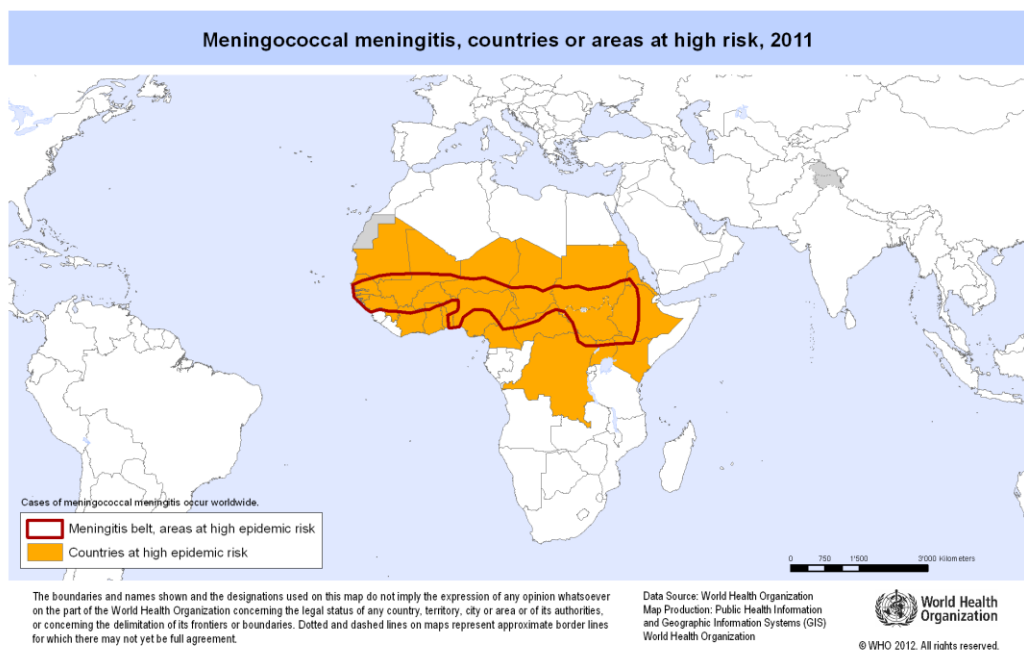 Meningococcal meningitis, countries or areas at high risk, 2011
Cases of meningococcal meningitis occur worldwide.
Meningitis belt, areas at high epidemic risk
Countries at high epidemic risk
0 750 1'500 3'000 Kilometers
The boundaries and names shown and the designations used on this map do not imply the expression of any opinion whatsoever
on the part of the World Health Organization concerning the legal status of any country, territory, city or area or of its authorities,
or concerning the delimitation of its frontiers or boundaries. Dotted and dashed lines on maps represent approximate border lines
for which there may not yet be full agreement.
Data Source: World Health Organization
Map Production: Public Health Information
and Geographic Information Systems (GIS)
World Health Organization
World Health
Organization
© WHO 2012. All rights reserved.